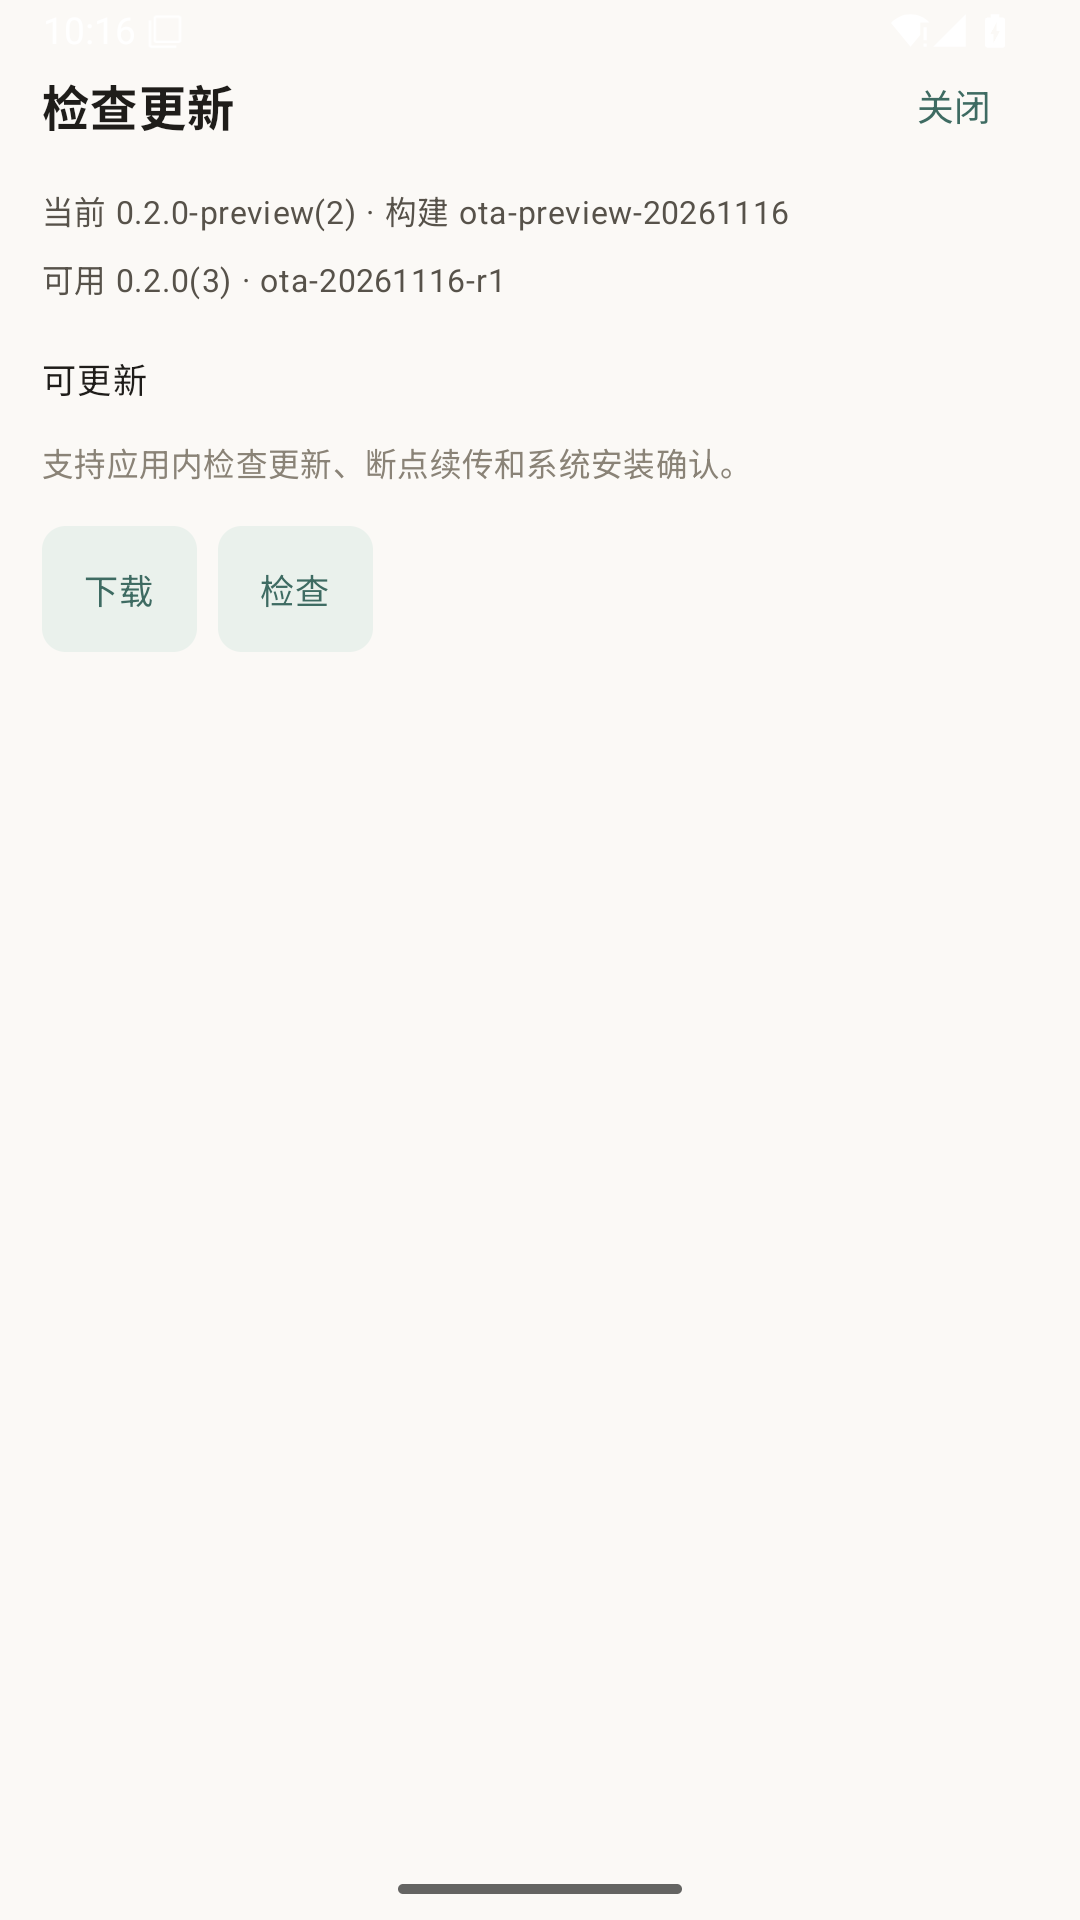 10:16
检查更新
关闭
当前 0.2.0-preview(2) · 构建 ota-preview-20261116
可用 0.2.0(3) · ota-20261116-r1
可更新
支持应用内检查更新、断点续传和系统安装确认。
下载
检查